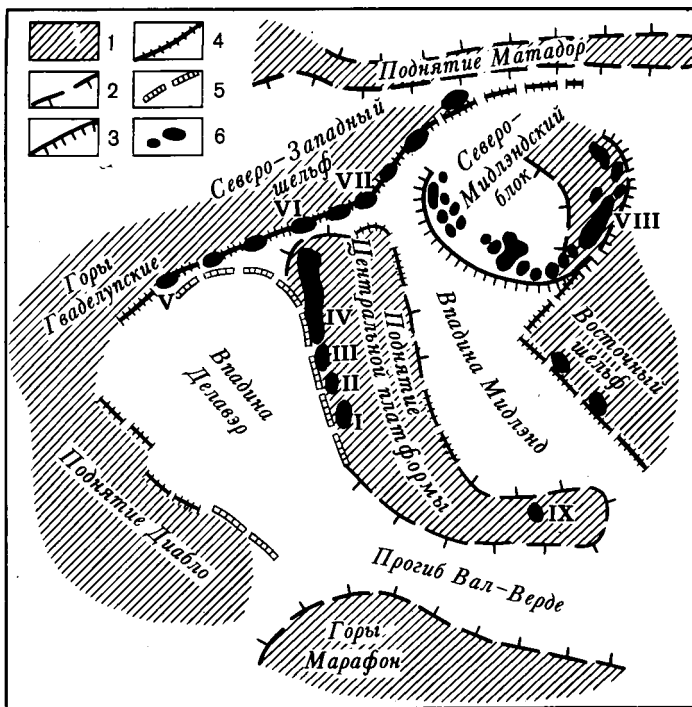 1
4
2
5
3
6
Поднятие Матадор
Северо-Западный
шельф
Северо-
Мидлэндский
блок
VII
VI
VIII
Горы
Гваделупские
V
Центральной платформы
Поднятие
IV
III
II
I
Впадина
Делавэр
Впадина Мидлэнд
Восточный
шельф
Поднятие Диабло
IX
Прогиб Вал-Верде
Горы
Марафон